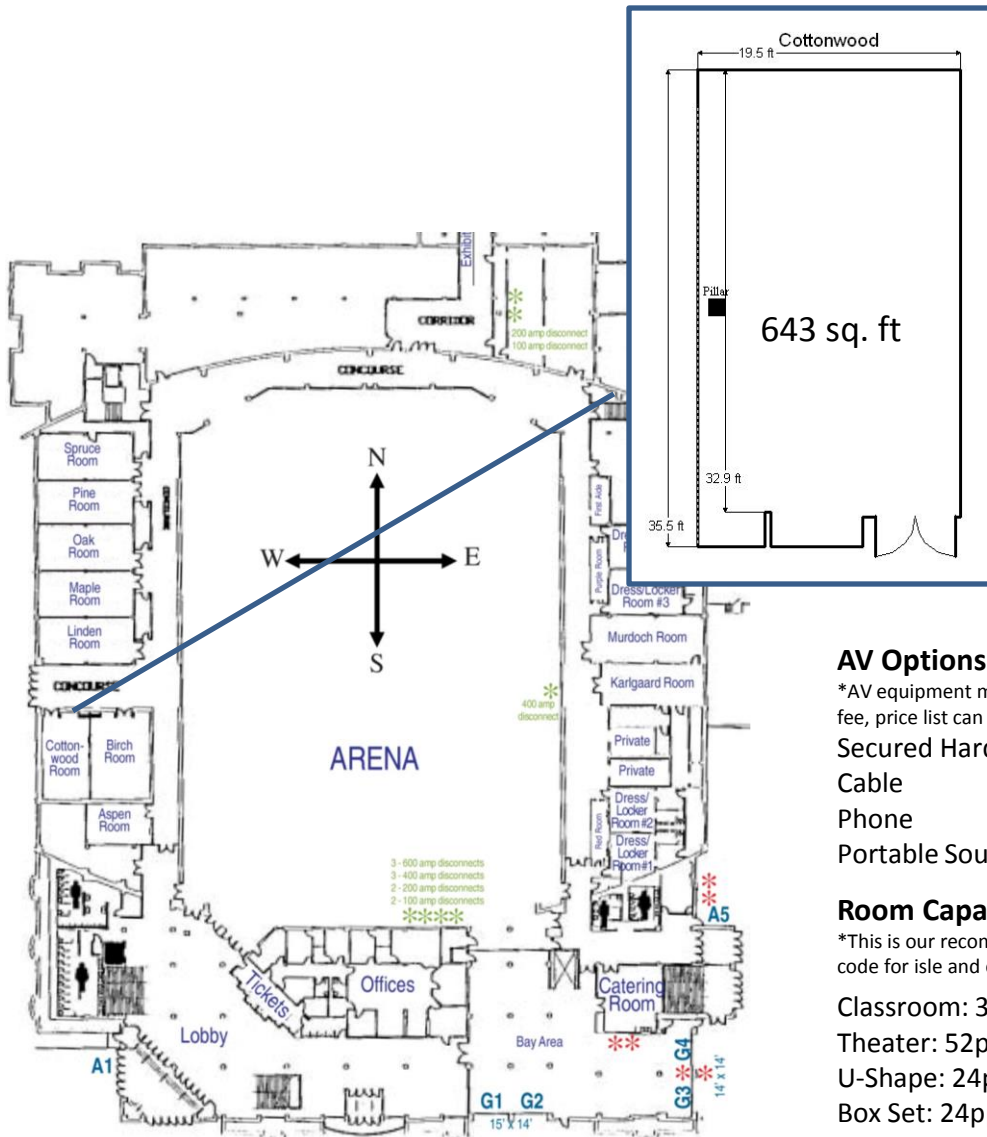 Cottonwood
19.5 ft
Pillar
643 sq. ft
32.9 ft
35.5 ft
Exhibit
200 amp disconnect
100 amp disconnect
CORRIDOR
CONCOURSE
Spruce
Room
Pine
Room
Oak
Room
Maple
Room
Linden
Room
CONCOURSE
CONCOURSE
Cotton-
wood
Room
Birch
Room
Aspen
Room
N
W
E
S
ARENA
400 amp
disconnect
First Aide
Purple Room
Dress/Locker
Room #3
Murdoch Room
Karlgaard Room
Private
Private
Dress/
Locker
Room #2
Red Room
Dress/
Locker
Room #1
3 - 600 amp disconnects
3 - 400 amp disconnects
2 - 200 amp disconnects
2 - 100 amp disconnects
****
A5
Tickets
Offices
Catering
Room
Lobby
Bay Area
A1
G1
G2
15' x 14'
G4
G3
14' x 14'
AV Options
*AV equipment m
fee, price list can
Secured Hard
Cable
Phone
Portable Sou
Room Capa
*This is our recon
code for isle and
Classroom: 3
Theater: 52p
U-Shape: 24p
Box Set: 24p